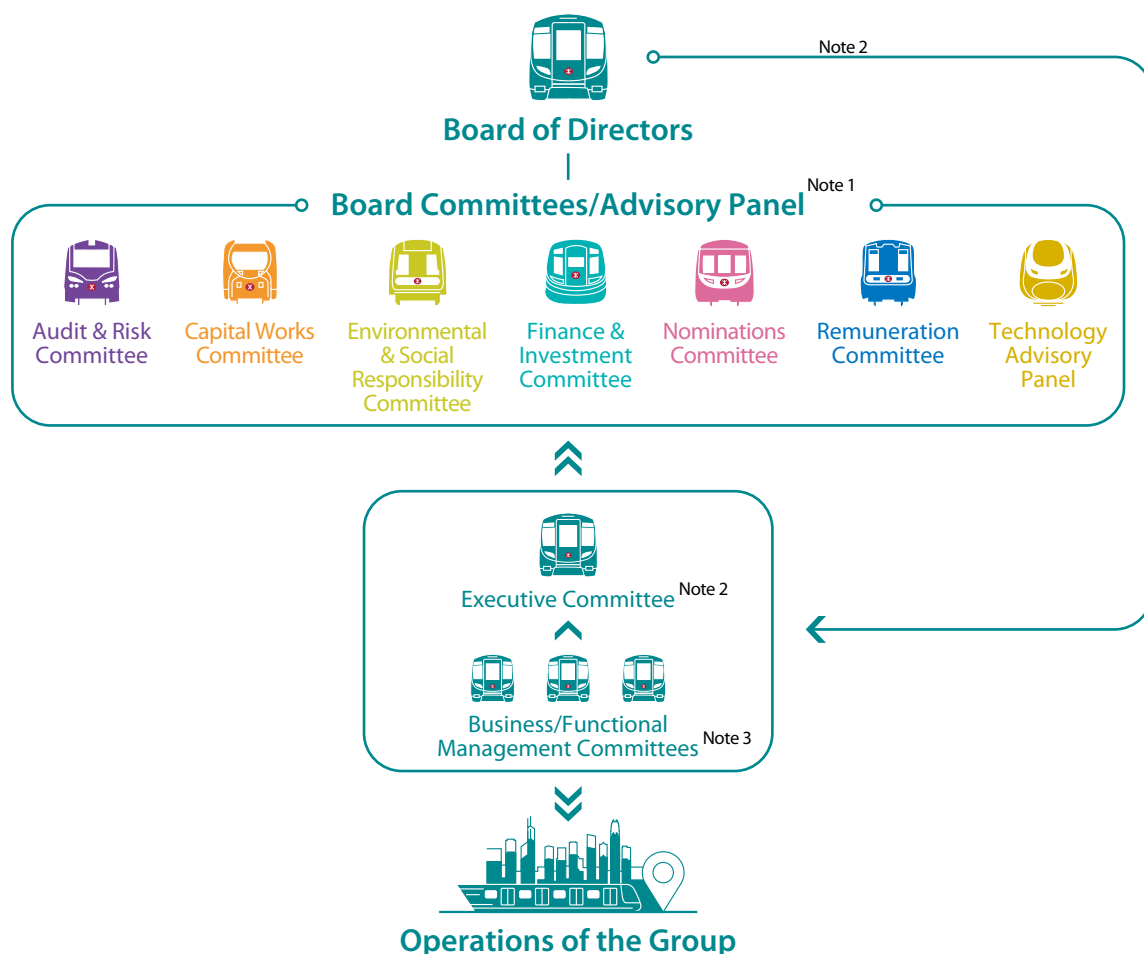 Note 2
Board of Directors
Board Committees/Advisory Panel Note 1
Audit & Risk
Committee
Capital Works
Committee
Environmental
& Social
Responsibility
Committee
Finance &
Investment
Committee
Nominations
Committee
Remuneration
Committee
Technology
Advisory
Panel
Executive Committee Note 2
Business/Functional
Management Committees Note 3
Operations of the Group